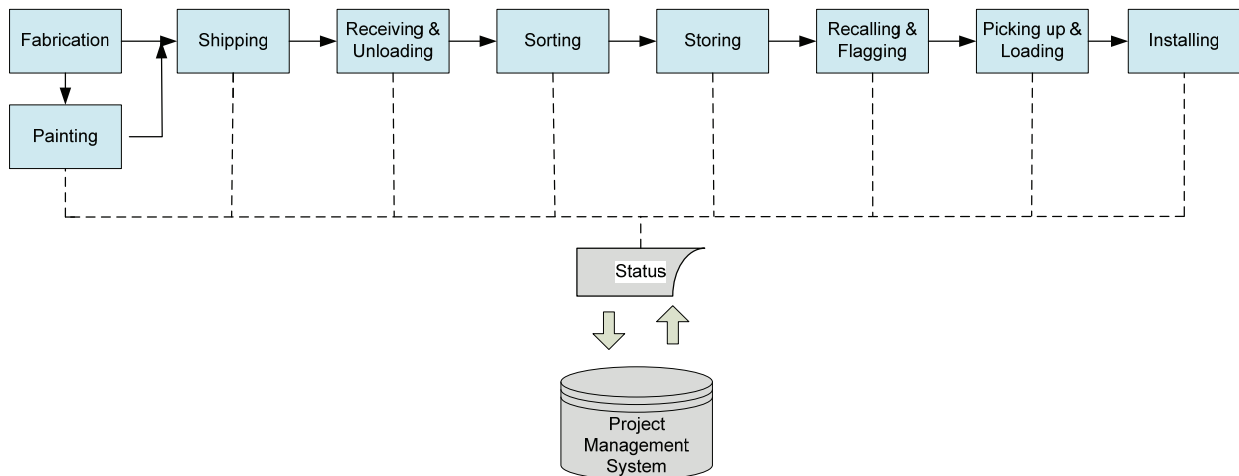 Fabrication
Shipping
Receiving &
Unloading
Sorting
Storing
Recalling &
Flagging
Picking up &
Loading
Installing
Painting
Status
Project
Management
System